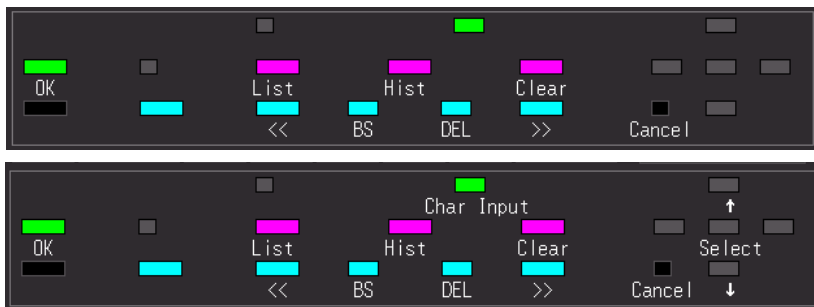 OK List Hist Clear
<< BS DEL >> Cancel
Char Input ↑
OK List Hist Clear Select
<< BS DEL >> Cancel ↓